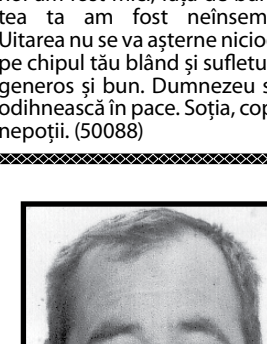 tea ta am fost neînsem
Uitarea nu se va așterne nicio
pe chipul tău blând și sufletu
generos și bun. Dumnezeu s
odihnească în pace. Soția, cop
nepoții. (50088)